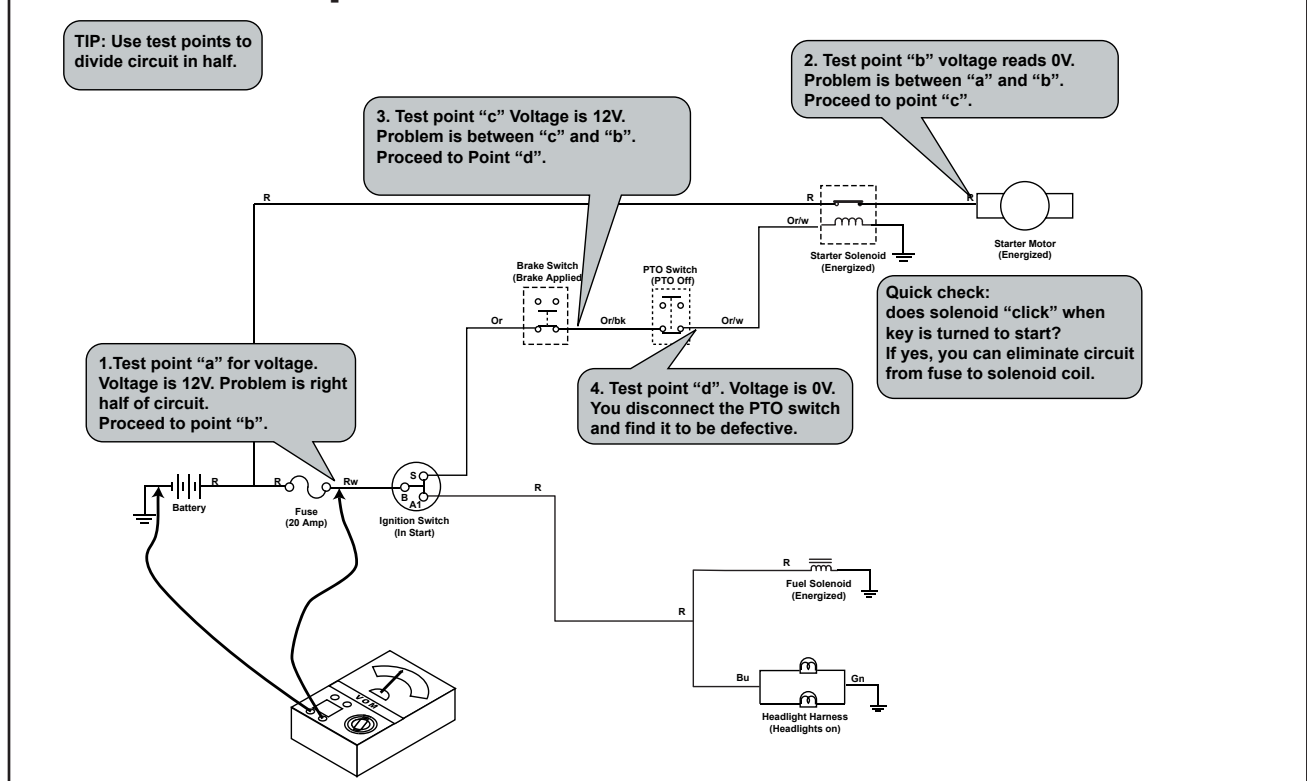 TIP: Use test points to
divide circuit in half.
2. Test point “b” voltage reads 0V.
Problem is between “a” and “b”.
Proceed to point “c”.
3. Test point “c” Voltage is 12V.
Problem is between “c” and “b”.
Proceed to Point “d”.
R
R
R
Or/w
Starter Solenoid
(Energized)
Starter Motor
(Energized)
Brake Switch
(Brake Applied
PTO Switch
(PTO Off)
Or
Or/bk
Or/w
Quick check:
does solenoid “click” when
key is turned to start?
If yes, you can eliminate circuit
from fuse to solenoid coil.
1.Test point “a” for voltage.
Voltage is 12V. Problem is right
half of circuit.
Proceed to point “b”.
4. Test point “d”. Voltage is 0V.
You disconnect the PTO switch
and find it to be defective.
R
R
Rw
S
B
A1
R
Battery
Fuse
(20 Amp)
Ignition Switch
(In Start)
R
Fuel Solenoid
(Energized)
R
Bu
Gn
Headlight Harness
(Headlights on)
VOM